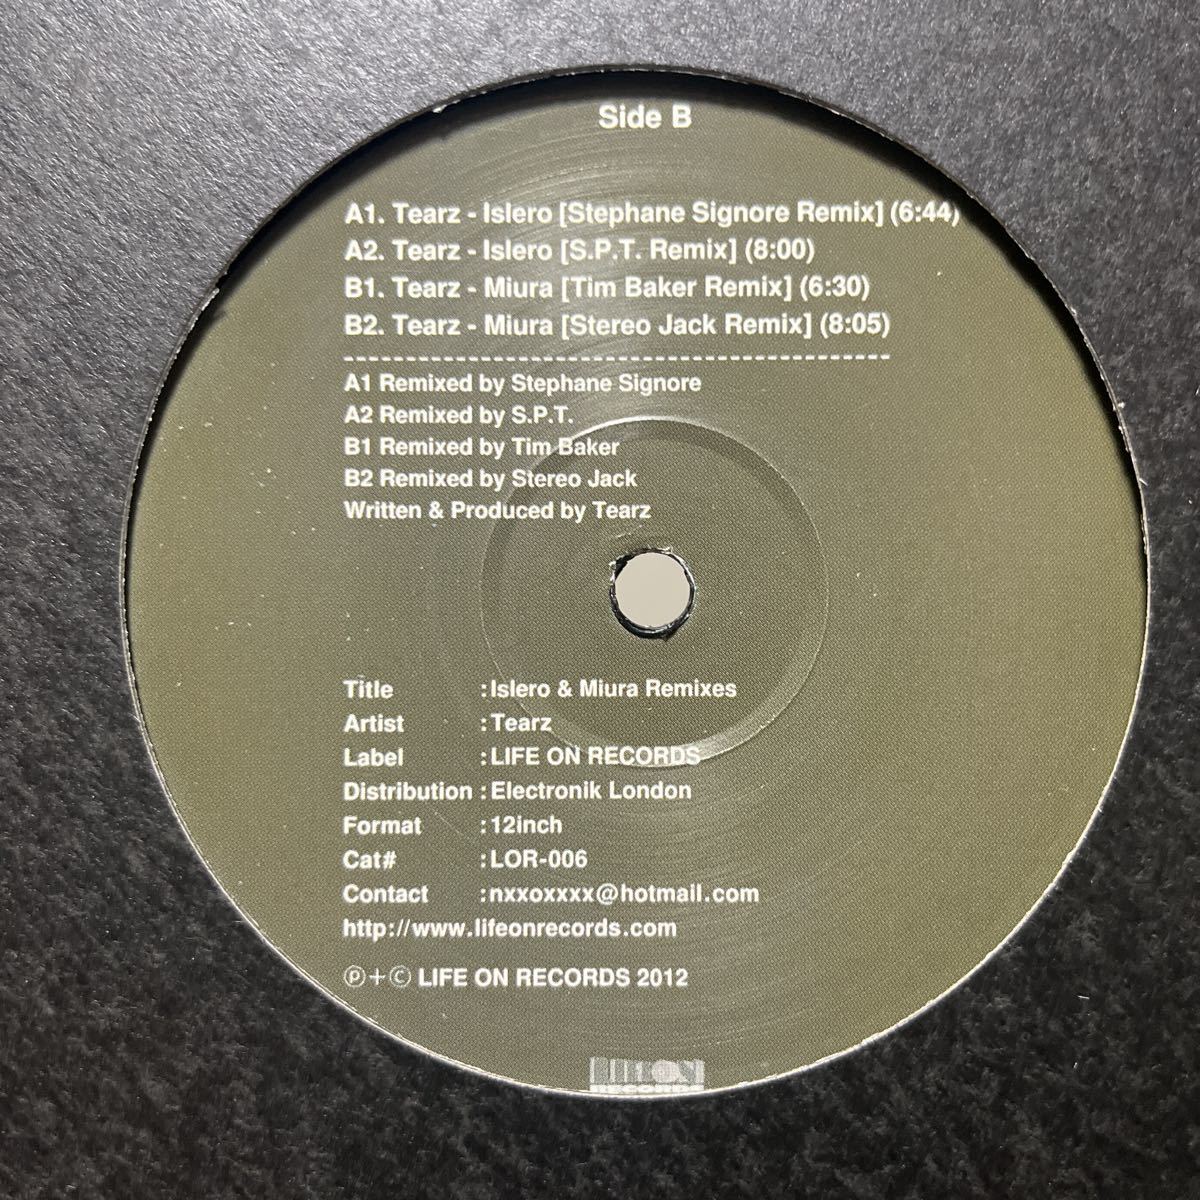 Side B
A1. Tearz - Islero [Stephane Signore Remix] (6:44)
A2. Tearz - Islero [S.P.T. Remix] (8:00)
B1. Tearz - Miura [Tim Baker Remix] (6:30)
B2. Tearz - Miura [Stereo Jack Remix] (8:05)
--------------------------------------------
A1 Remixed by Stephane Signore
A2 Remixed by S.P.T.
B1 Remixed by Tim Baker
B2 Remixed by Stereo Jack
Written & Produced by Tearz
Title :Islero & Miura Remixes
Artist :Tearz
Label :LIFE ON RECORDS
Distribution :Electronik London
Format :12inch
Cat# :LOR-006
Contact :nxxoxxxx@hotmail.com
http://www.lifeonrecords.com
℗+© LIFE ON RECORDS 2012
LIFE ON
RECORDS